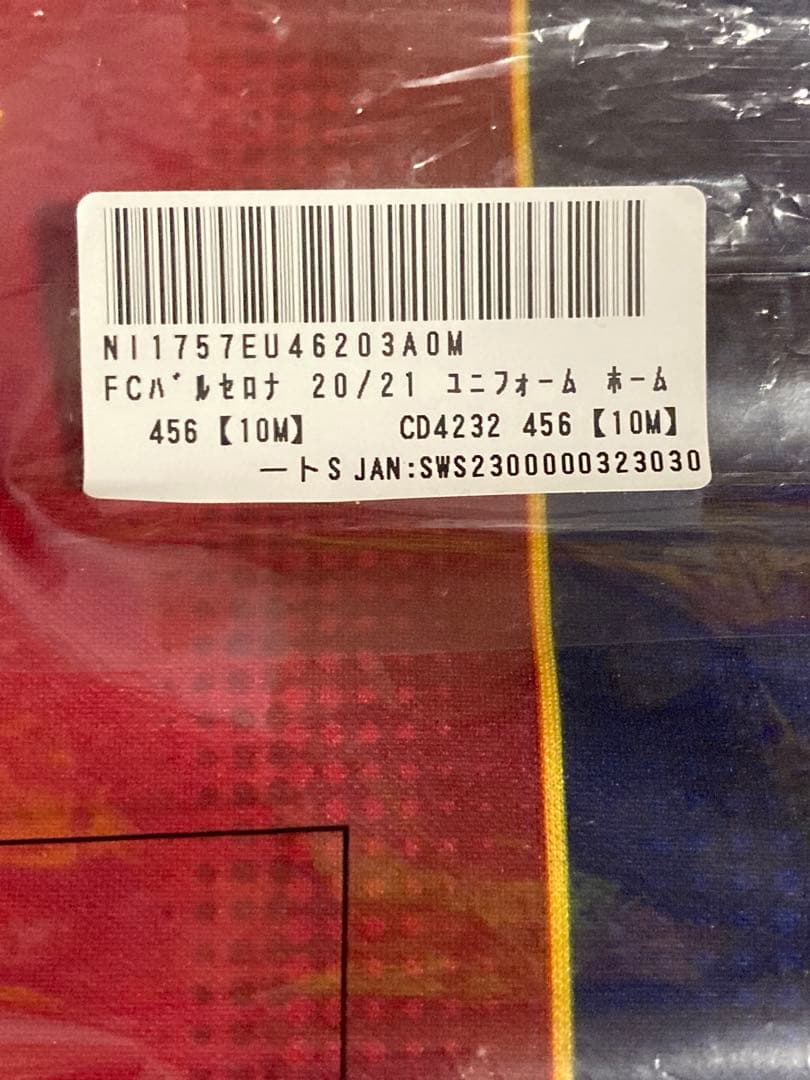 NI1757EU46203A0M
FCﾊﾞﾙｾﾛﾅ 20/21 ﾕﾆﾌｫｰﾑ ﾎｰﾑ
456【10M】 CD4232 456【10M】
ートS JAN:SWS2300000323030